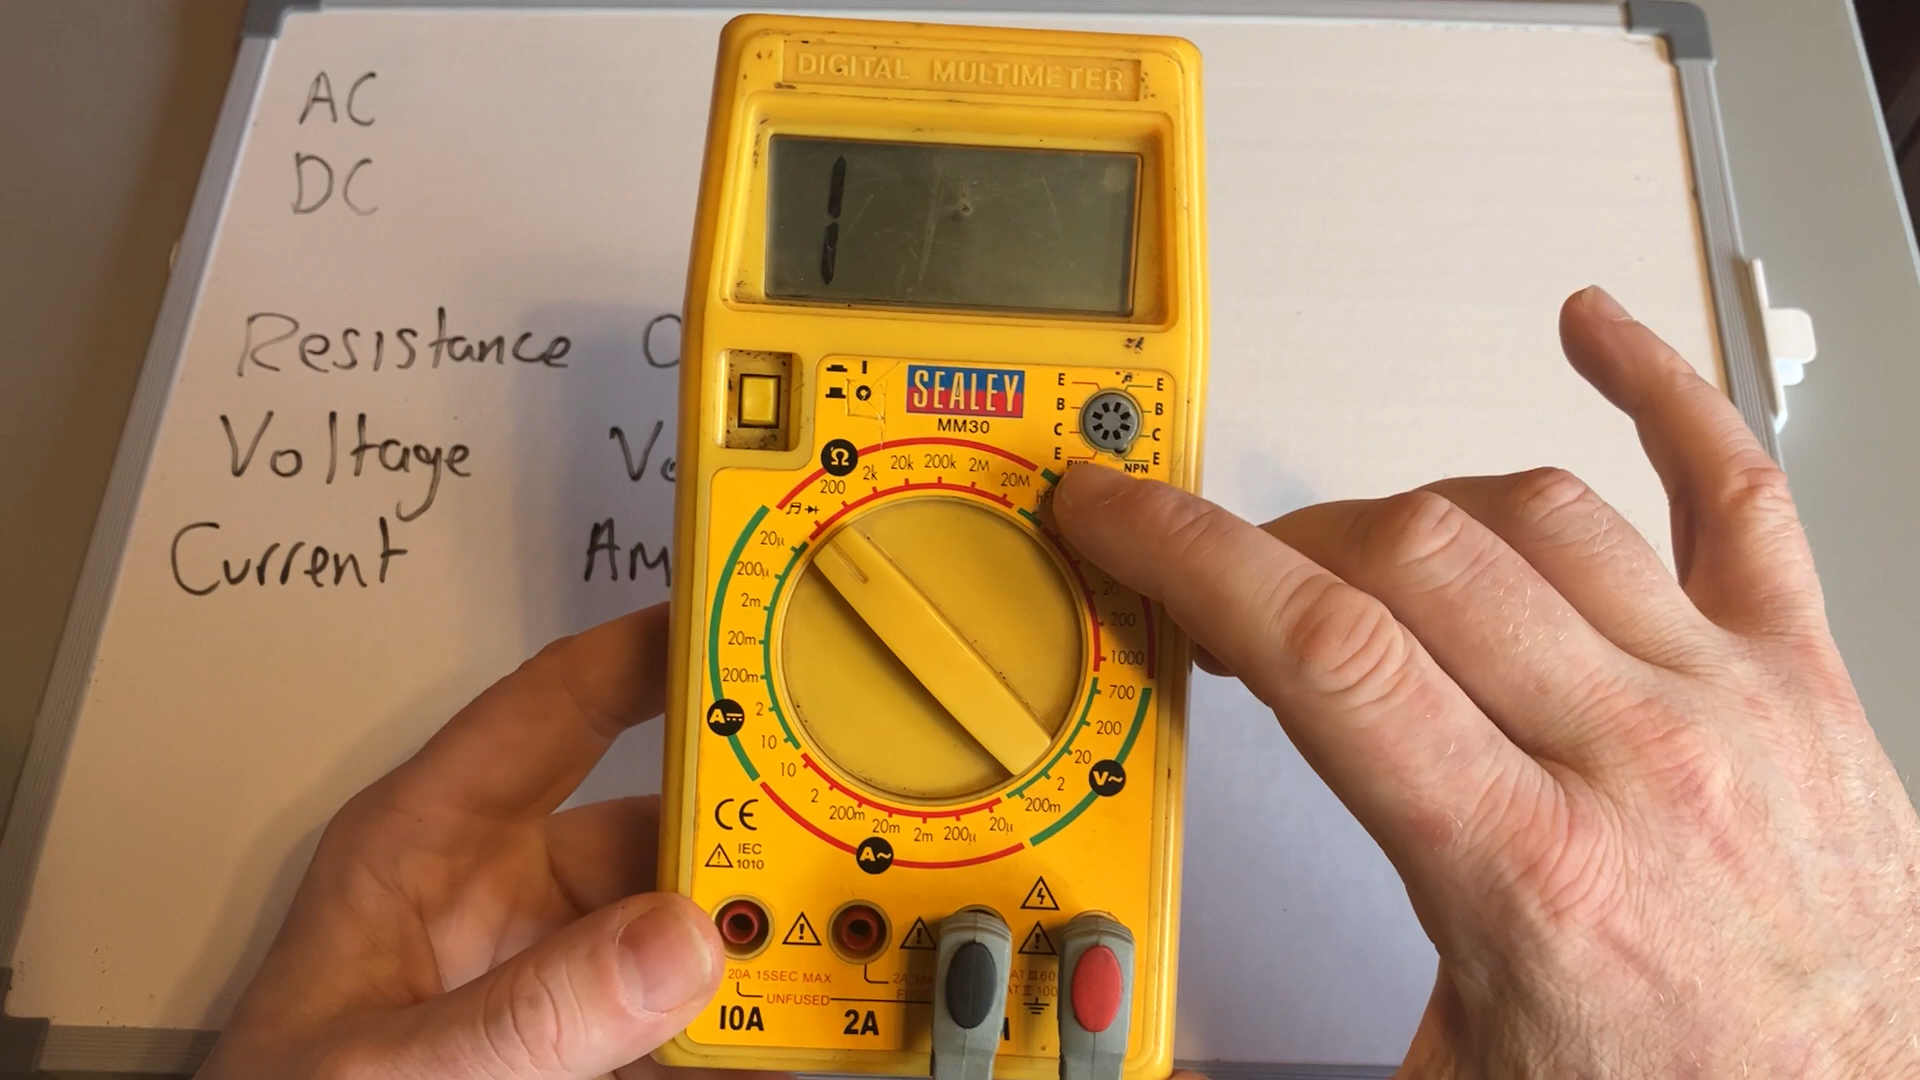 AC
DC
Resistance
Voltage
Current
Am
DIGITAL MULTIMETER
1
SEALEY
MM30
E E
B B
C C
E E
NPN
Ω
200 2k 20k 200k 2M 20M
20μ
200μ
2m
20m
200m
2
10
A
20
200
1000
700
200
20
2
200m
V~
10 2 200m 20m 2m 200μ 20μ
A~
CE
IEC
1010
20A 15SEC MAX
UNFUSED
10A 2A